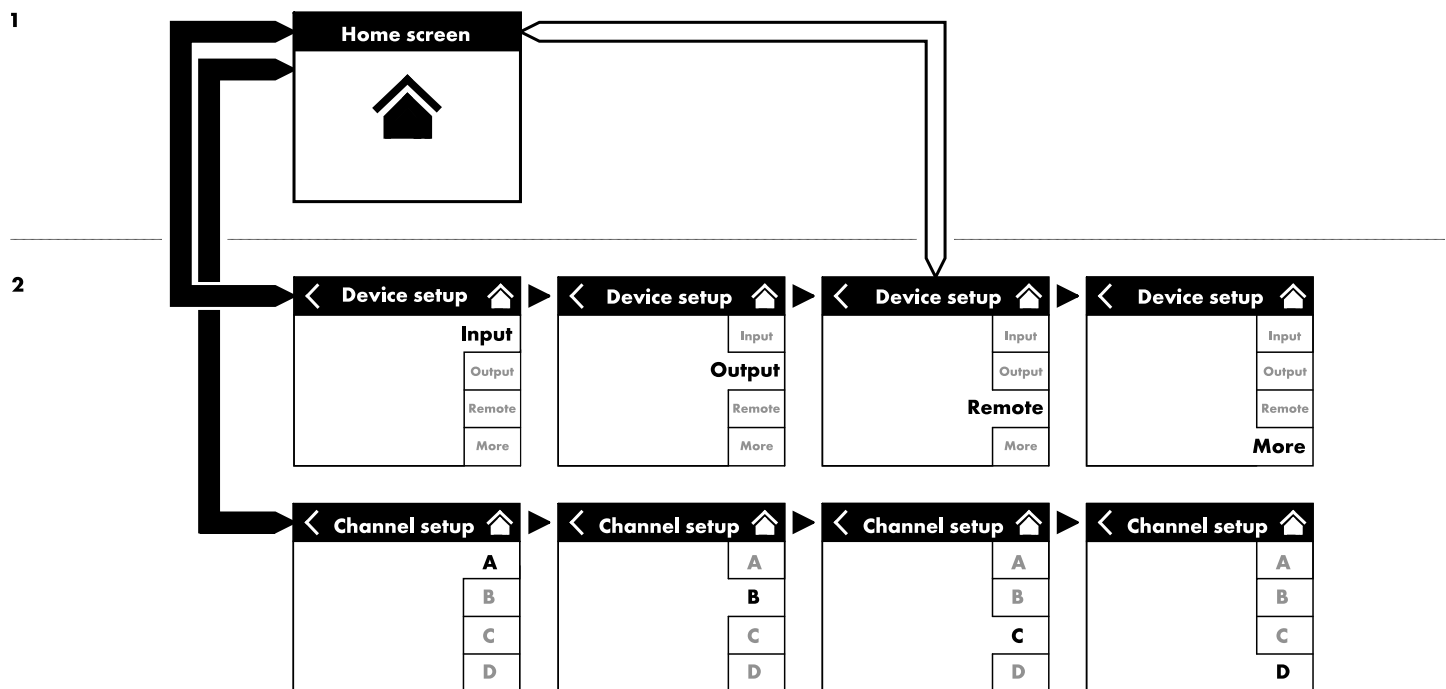 1
Home screen
2
Device setup
Input
Output
Remote
More
Device setup
Input
Output
Remote
More
Device setup
Input
Output
Remote
More
Device setup
Input
Output
Remote
More
Channel setup
A
B
C
D
Channel setup
A
B
C
D
Channel setup
A
B
C
D
Channel setup
A
B
C
D